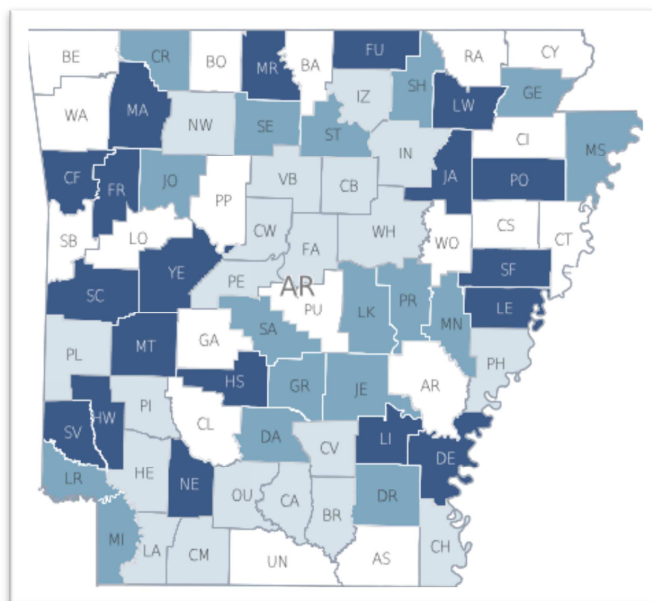 BE CR BO MR BA FU RA CY
WA MA NW SE ST IZ SH LW GE
CF FR JO PP VB CB IN JA CI PO MS
SB LO CW FA WH WO CS CT
SC YE PE AR PU LK PR MN SF LE
PL MT GA SA HS GR JE AR PH
SV HW PI CL DA CV LI DE
LR HE NE OU CA BR DR
MI LA CM UN AS CH